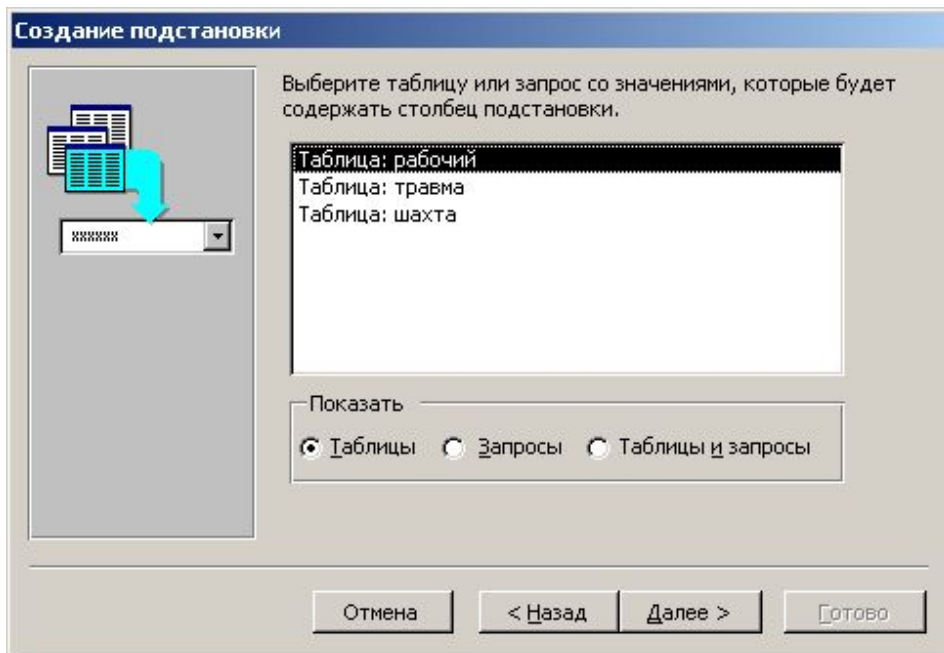 Создание подстановки
Выберите таблицу или запрос со значениями, которые будет
содержать столбец подстановки.
xxxxxx
Таблица: рабочий
Таблица: травма
Таблица: шахта
Показать
Таблицы Запросы Таблицы и запросы
Отмена < Назад Далее > Готово